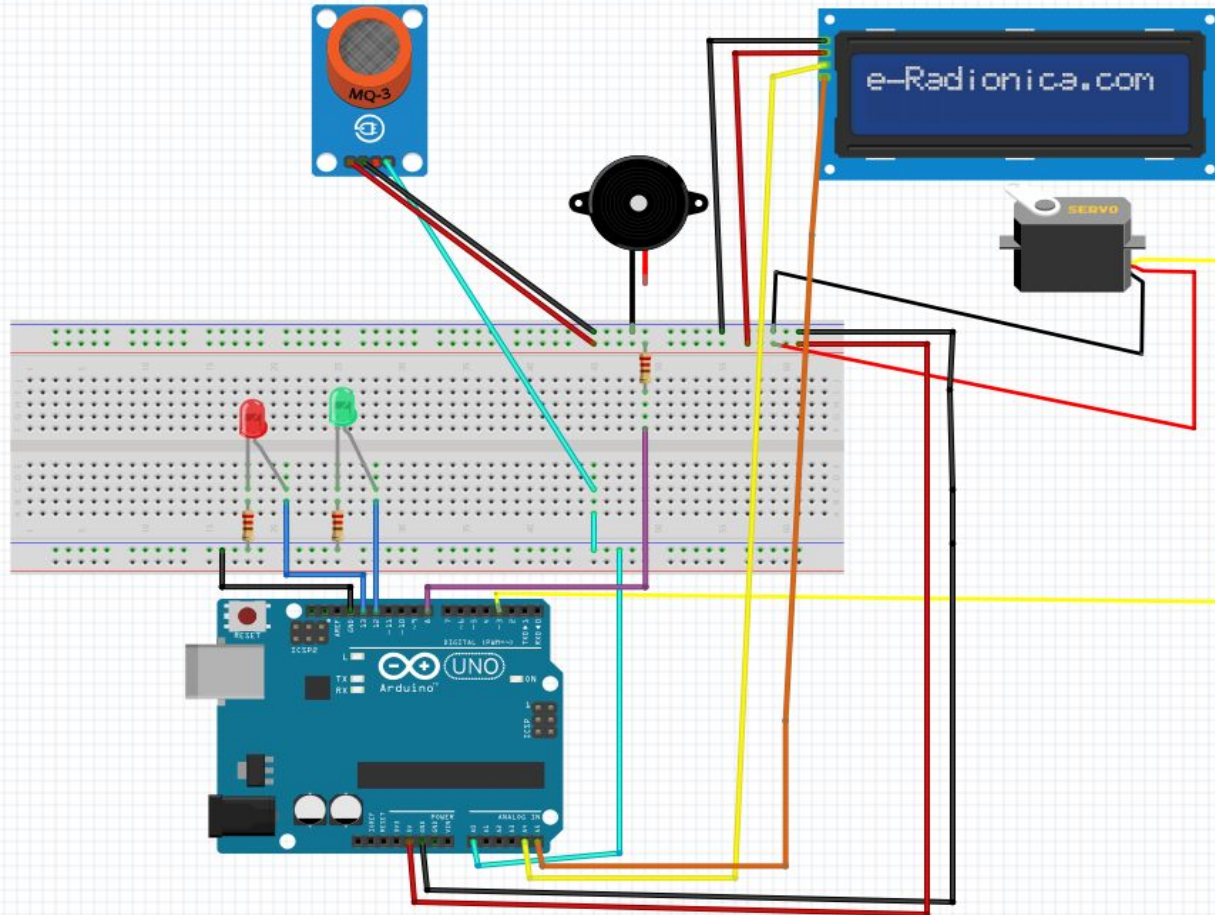 MQ-3
e-Radionica.com
SERVO
RESET
ICSP2
AREF
GND
13
12
~11
~10
~9
8
7
~6
~5
4
~3
2
TX▶1
RX◀0
DIGITAL (PWM=~)
L
TX
RX
UNO
Arduino™
ON
ICSP
1
POWER
ANALOG IN
IOREF
RESET
3V3
5V
GND
GND
VIN
A0
A1
A2
A3
A4
A5